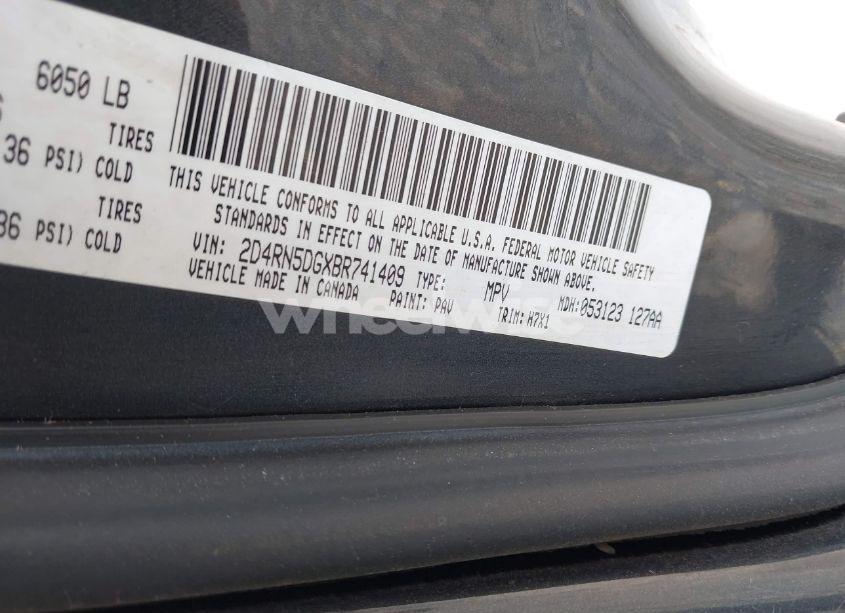 6050 LB
TIRES
36 PSI) COLD
TIRES
36 PSI) COLD
THIS VEHICLE CONFORMS TO ALL APPLICABLE U.S.A. FEDERAL MOTOR VEHICLE SAFETY
STANDARDS IN EFFECT ON THE DATE OF MANUFACTURE SHOWN ABOVE.
VIN: 2D4RN5DGXBR741409 TYPE: MPV MDH:053123 127AA
VEHICLE MADE IN CANADA PAINT: PAV TRIM: H7X1
wheelwise